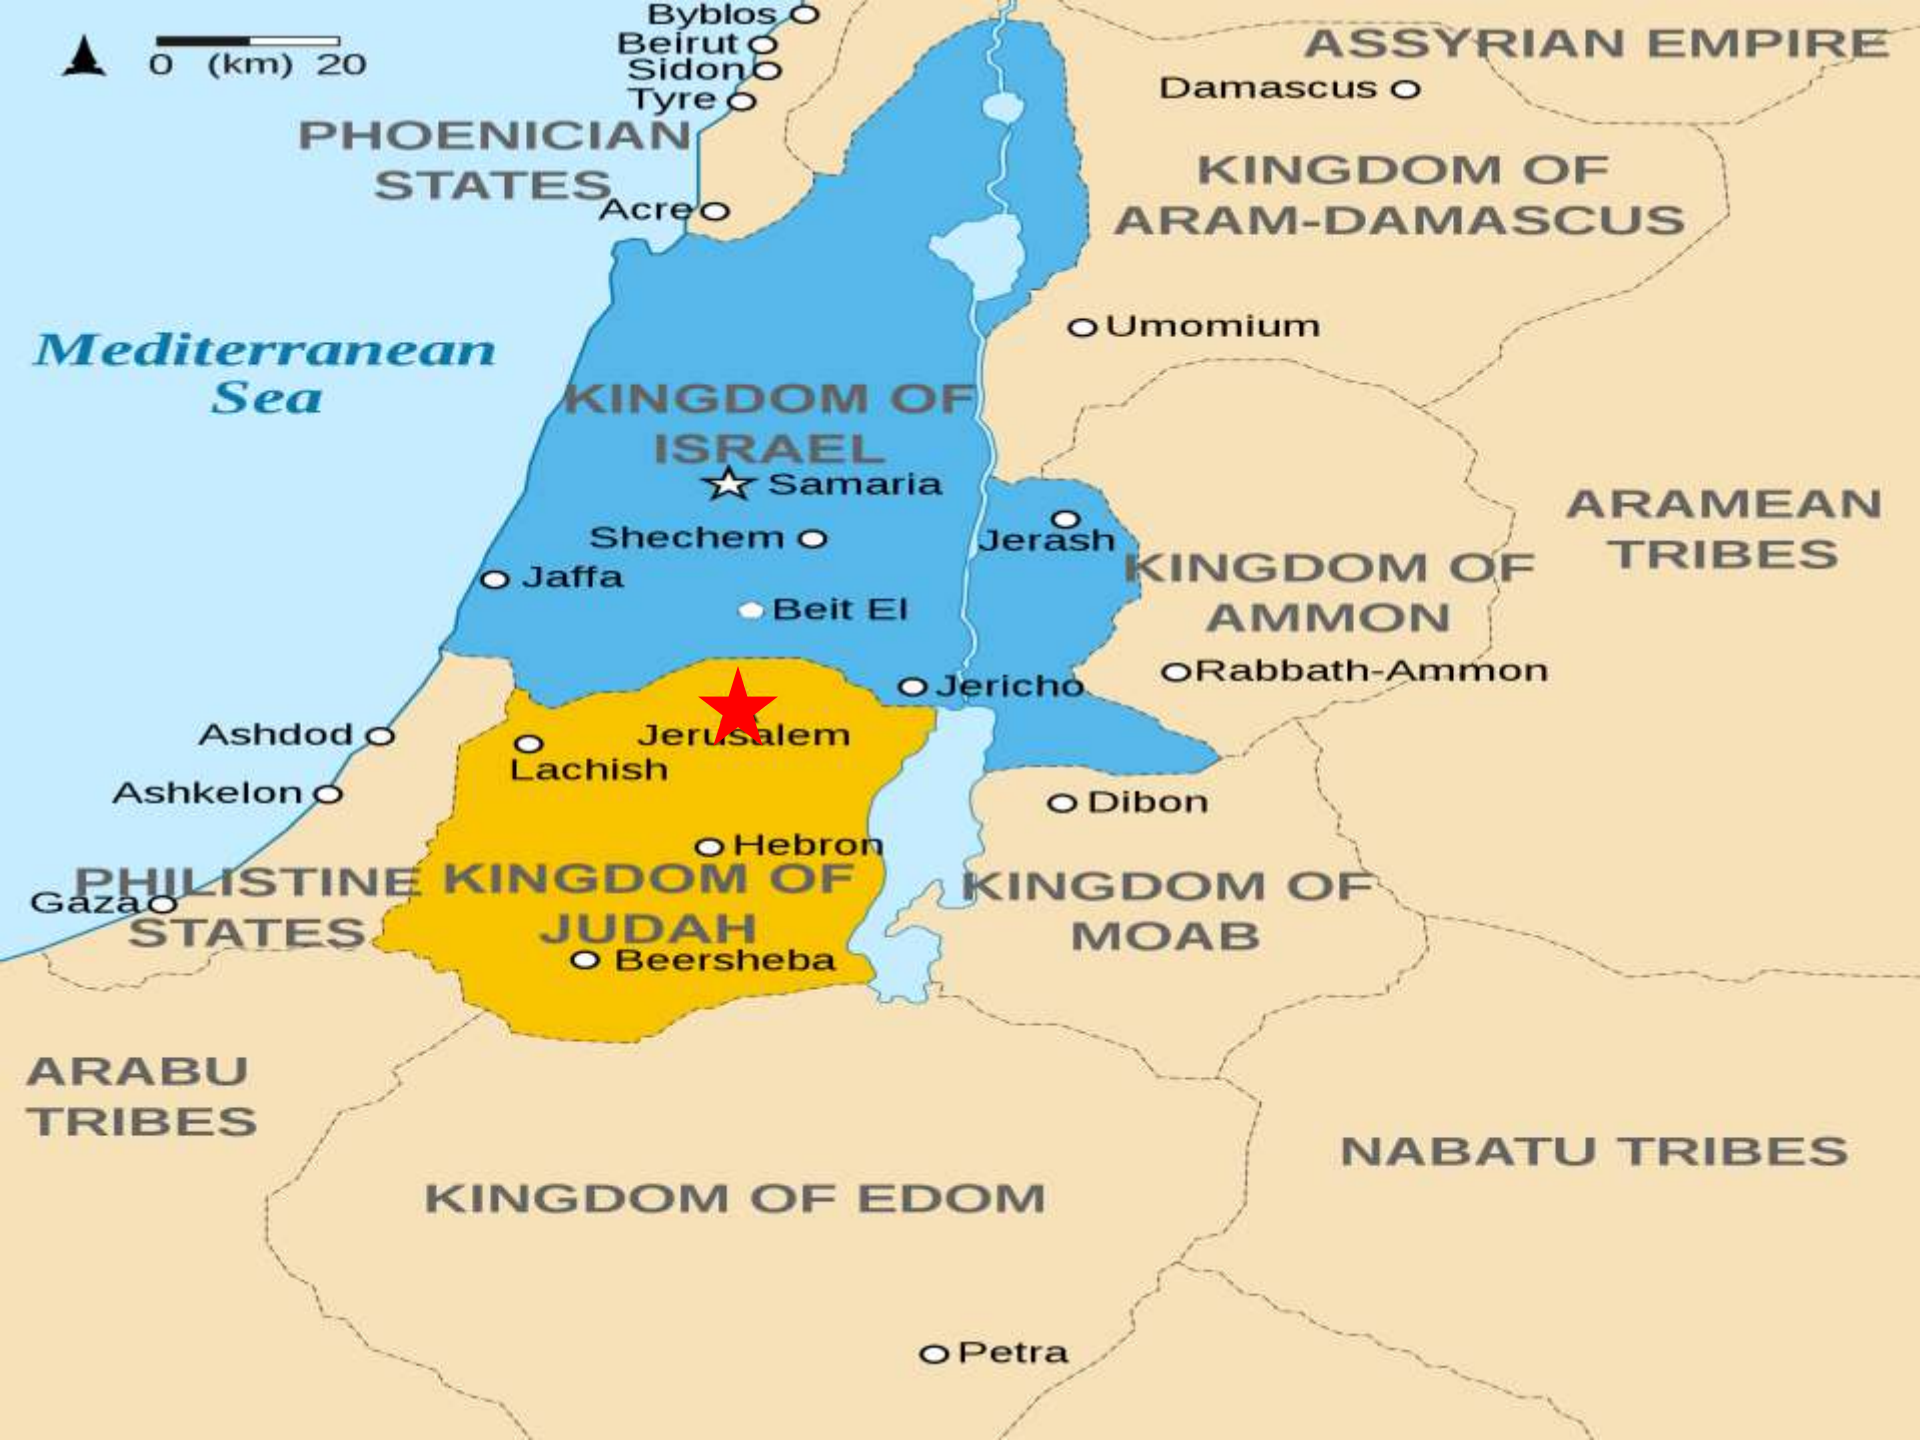 Byblos
Beirut
Sidon
Tyre
0 (km) 20
ASSYRIAN EMPIRE
Damascus
PHOENICIAN
STATES
Acre
KINGDOM OF
ARAM-DAMASCUS
Umomium
Mediterranean
Sea
KINGDOM OF
ISRAEL
Samaria
Shechem
Jerash
Jaffa
Beit El
KINGDOM OF
AMMON
ARAMEAN
TRIBES
Rabbath-Ammon
Jericho
Jerusalem
Ashdod
Lachish
Ashkelon
Dibon
Hebron
PHILISTINE
STATES
Gaza
KINGDOM OF
JUDAH
Beersheba
KINGDOM OF
MOAB
ARABU
TRIBES
NABATU TRIBES
KINGDOM OF EDOM
Petra